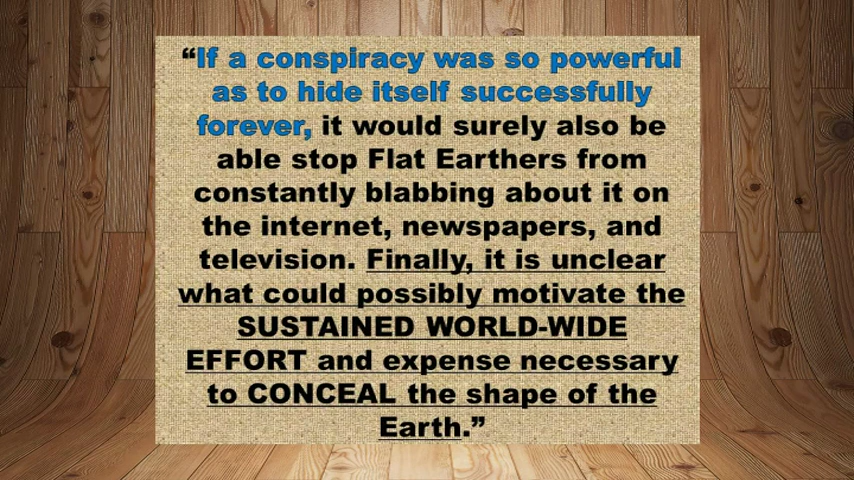 “If a conspiracy was so powerful
as to hide itself successfully
forever, it would surely also be
able stop Flat Earthers from
constantly blabbing about it on
the internet, newspapers, and
television. Finally, it is unclear
what could possibly motivate the
SUSTAINED WORLD-WIDE
EFFORT and expense necessary
to CONCEAL the shape of the
Earth.”